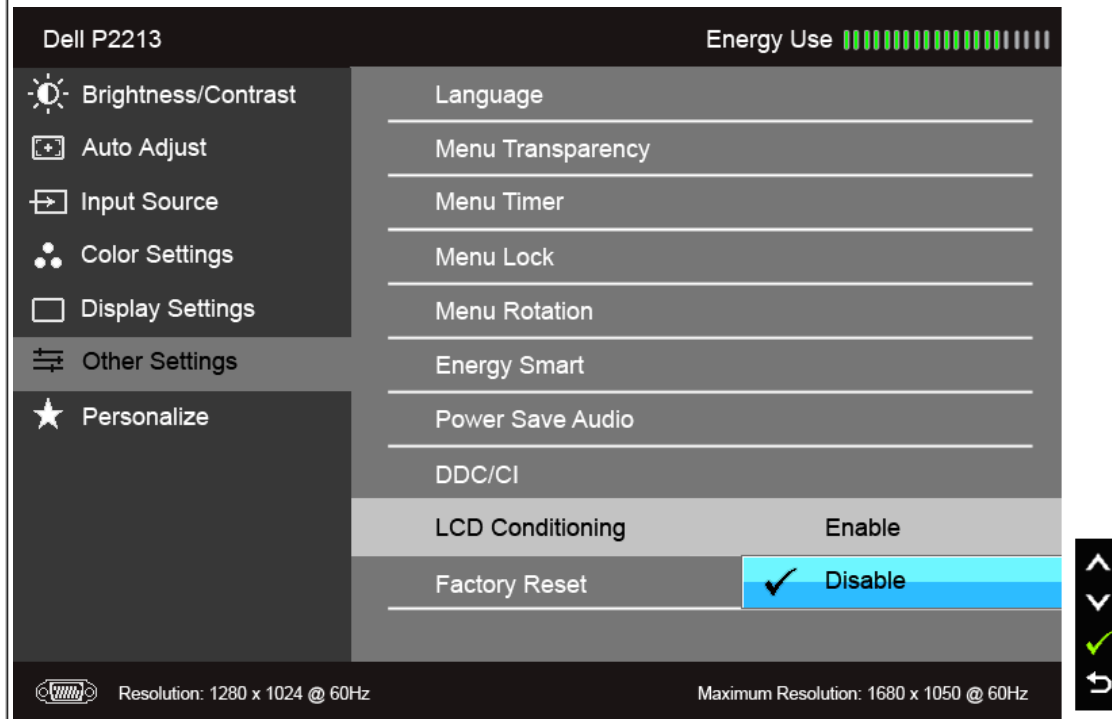 Dell P2213 Energy Use
Brightness/Contrast Language
Auto Adjust Menu Transparency
Input Source Menu Timer
Color Settings Menu Lock
Display Settings Menu Rotation
Other Settings Energy Smart
Personalize Power Save Audio
DDC/CI
LCD Conditioning Enable
Factory Reset Disable
Resolution: 1280 x 1024 @ 60Hz Maximum Resolution: 1680 x 1050 @ 60Hz